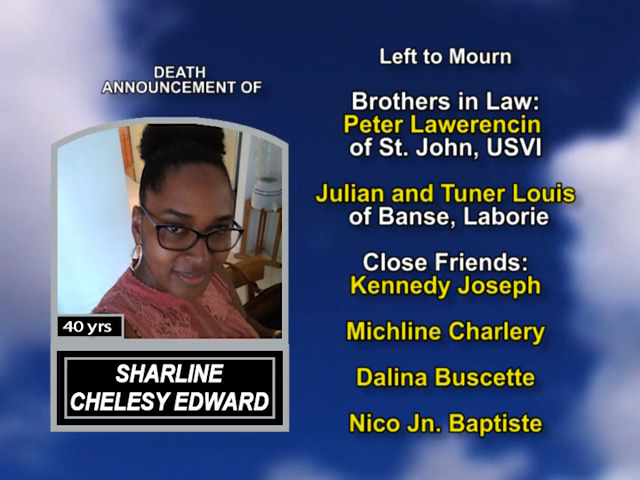 DEATH
ANNOUNCEMENT OF
40 yrs
SHARLINE
CHELESY EDWARD
Left to Mourn
Brothers in Law:
Peter Lawerencin
of St. John, USVI
Julian and Tuner Louis
of Banse, Laborie
Close Friends:
Kennedy Joseph
Michline Charlery
Dalina Buscette
Nico Jn. Baptiste